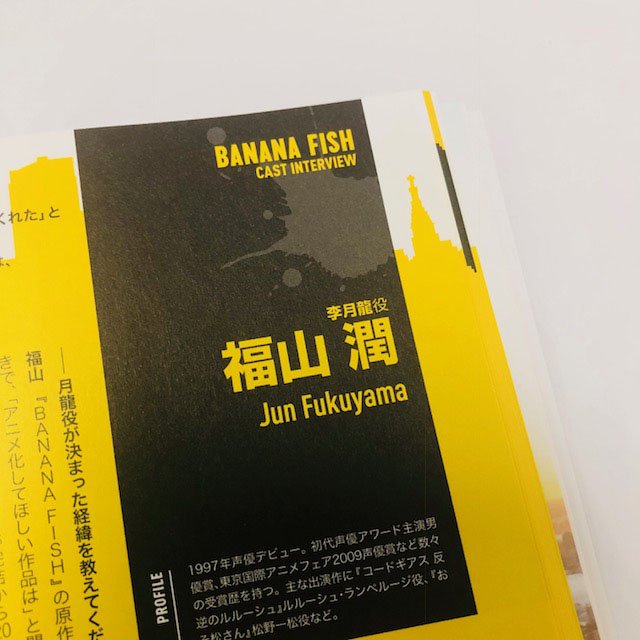 BANANA FISH
CAST INTERVIEW
李月龍役
福山 潤
Jun Fukuyama
PROFILE
1997年声優デビュー。初代声優アワード主演男
優賞、東京国際アニメフェア2009声優賞など数々
の受賞歴を持つ。主な出演作に『コードギアス 反
逆のルルーシュ』ルルーシュ・ランペルージ役、『お
そ松さん』松野一松役など。
くれた」と
は、
――月龍役が決まった経緯を教えてくだ
福山 『BANANA FISH』の原作
きて、「アニメ化してほしい作品は」と聞